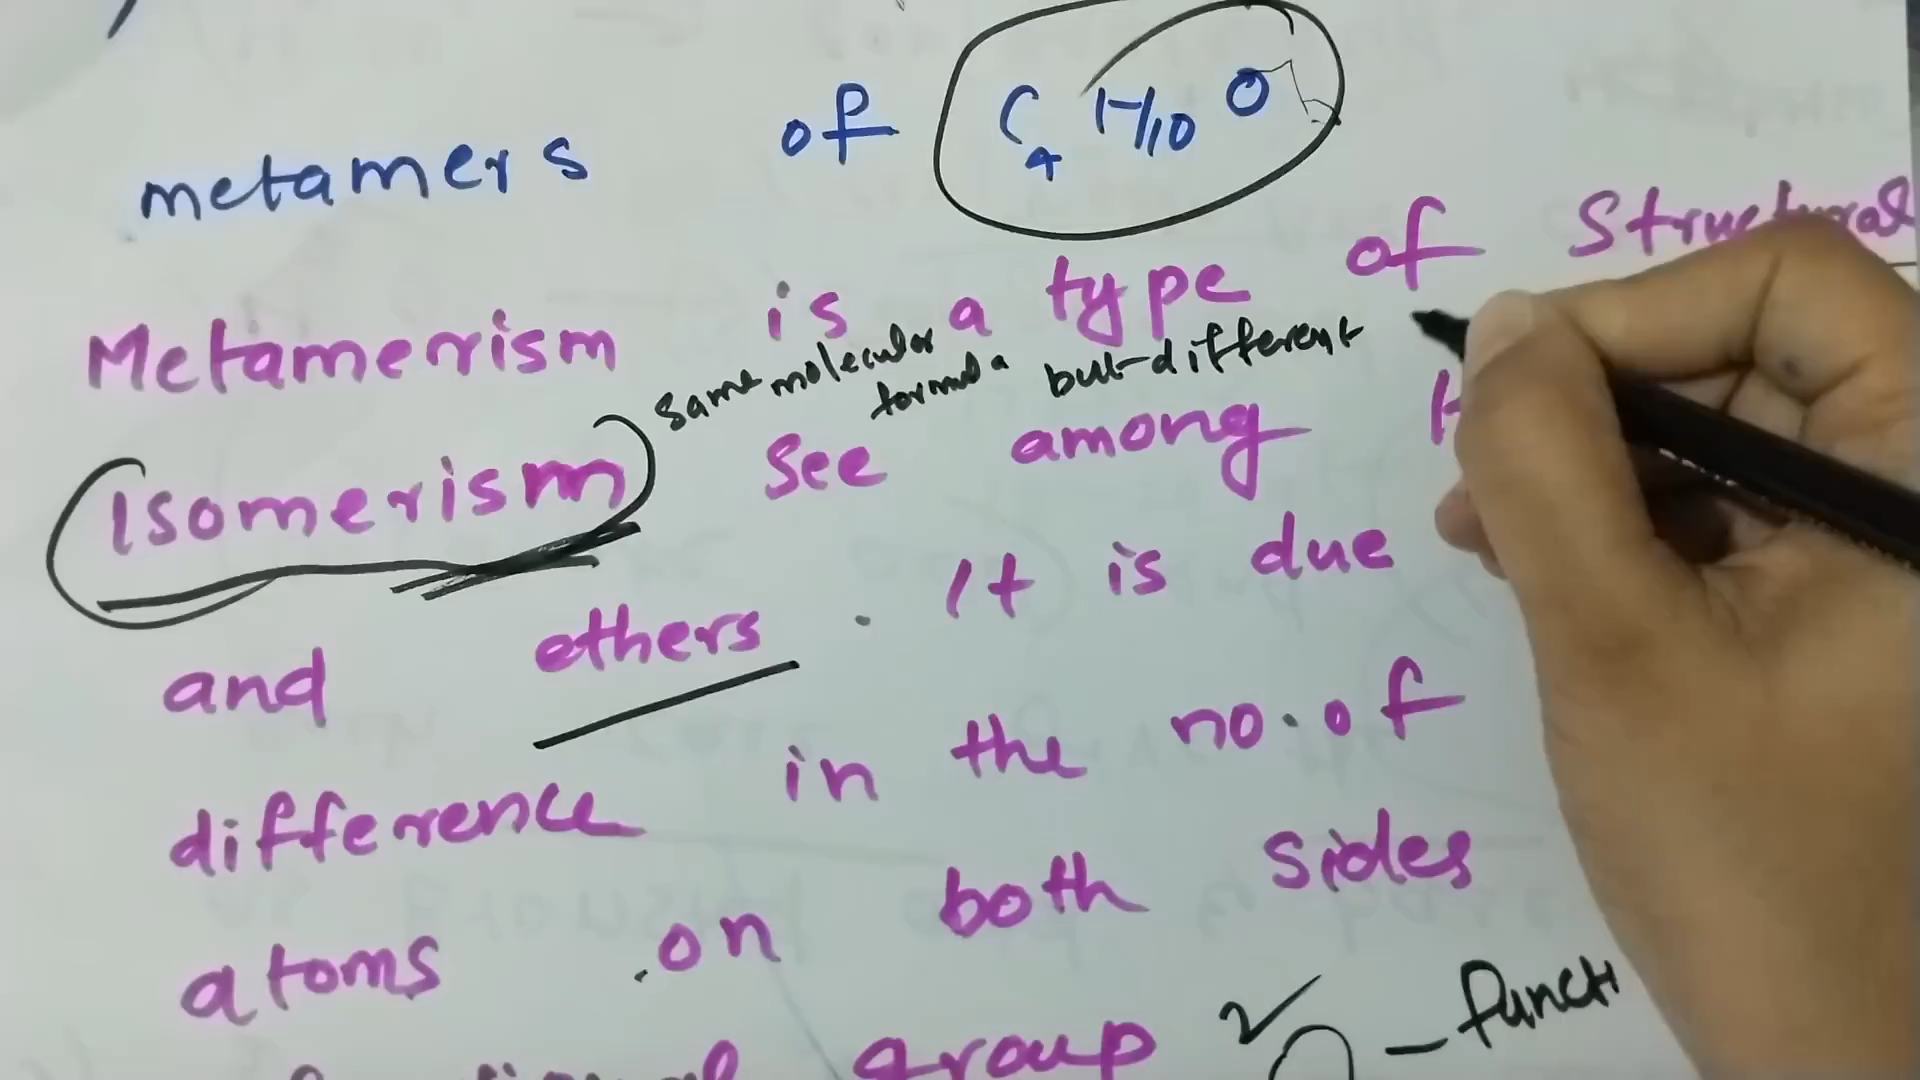 metamers of C4H10O
Metamerism is a type of Structural
same molecular formula but different
Isomerism see among
and others. It is due
difference in the no. of
atoms on both sides
group - funct